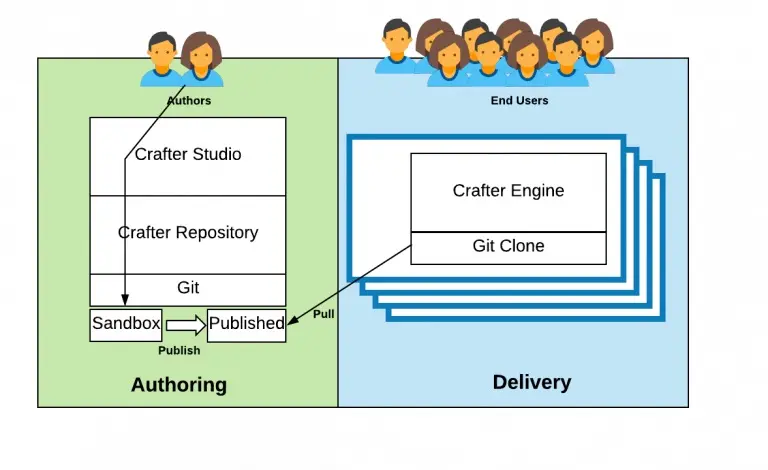 Authors
End Users
Crafter Studio
Crafter Repository
Git
Sandbox
Published
Publish
Authoring
Crafter Engine
Git Clone
Pull
Delivery